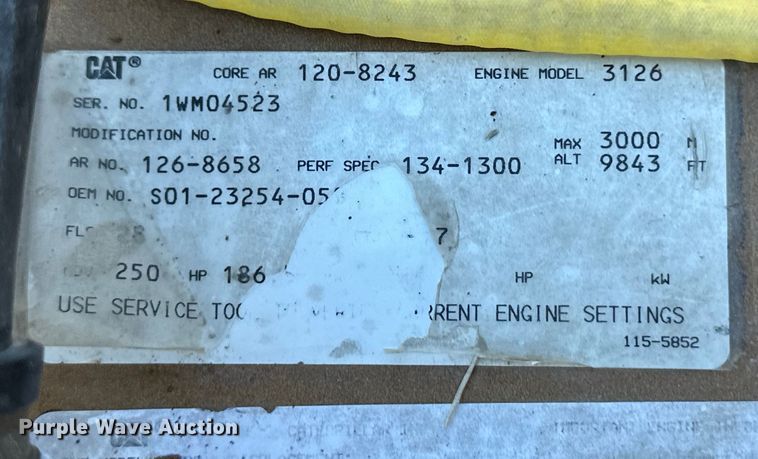 CAT® CORE AR 120-8243 ENGINE MODEL 3126
SER. NO. 1WM04523
MODIFICATION NO.
MAX 3000 M
AR NO. 126-8658 PERF SPEC 134-1300 ALT 9843 FT
OEM NO. S01-23254-05
7
250 HP 186 HP kW
USE SERVICE ENGINE SETTINGS
115-5852
Purple Wave Auction